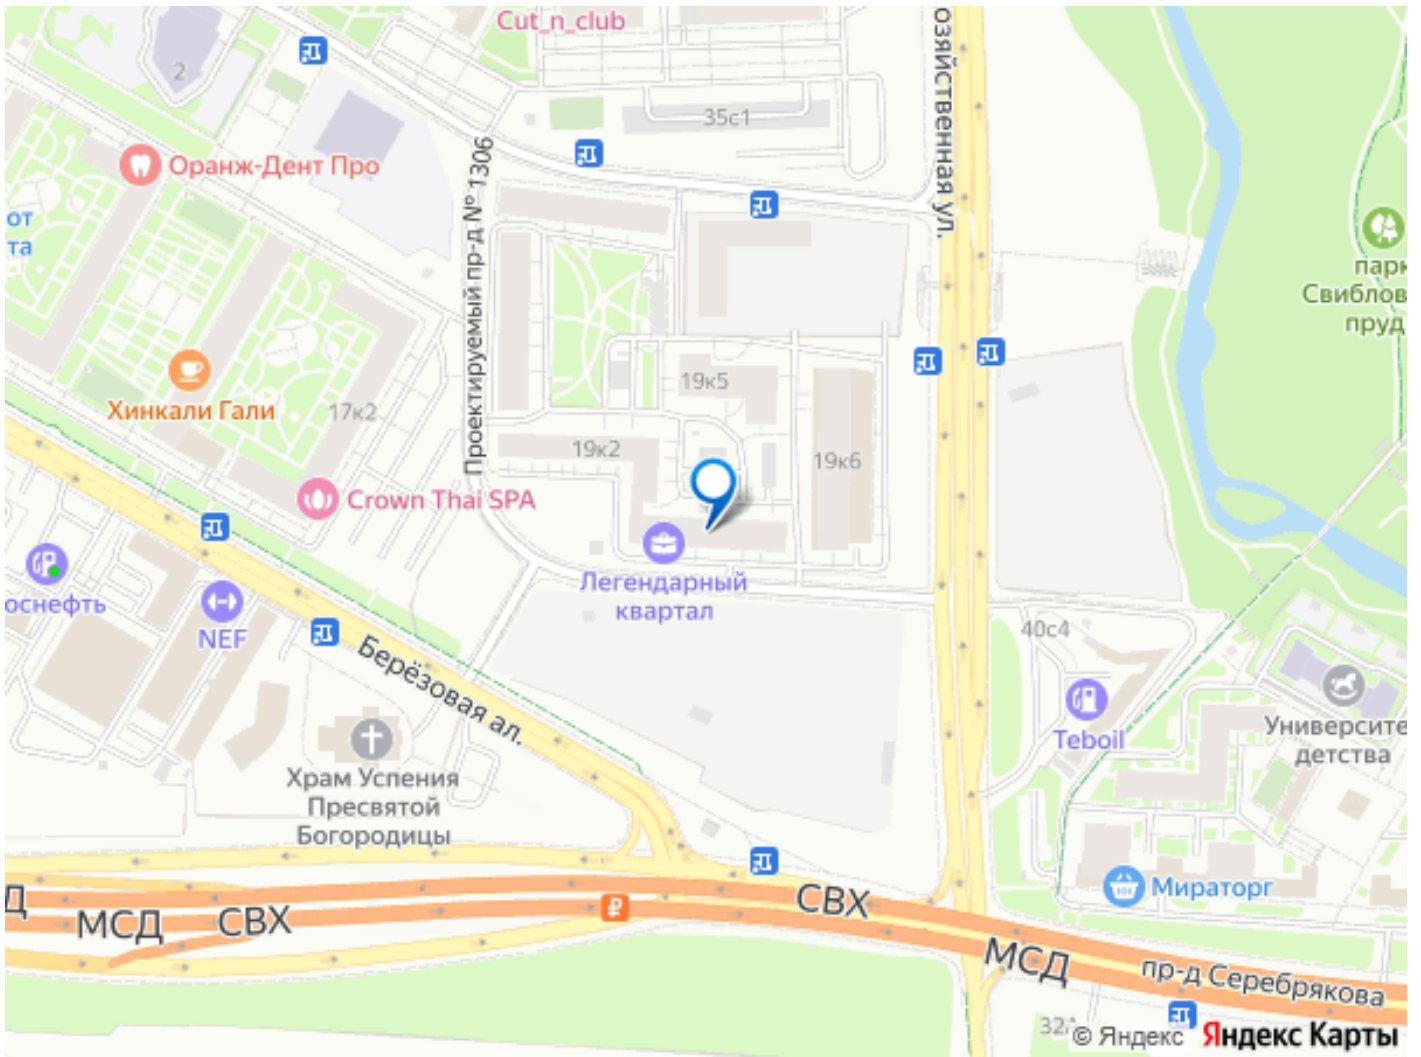 Cut_n_club
озяйственная ул.
2
35с1
Оранж-Дент Про
Проектируемый пр-д № 1306
от
та
парк
Свиблов
пруд
19к5
Хинкали Гали
17к2
19к2
19к6
Crown Thai SPA
Легендарный
квартал
оснефть
NEF
40с4
Берёзовая ал.
Teboil
Университе
детства
Храм Успения
Пресвятой
Богородицы
Мираторг
Д
МСД
СВХ
СВХ
МСД
пр-д Серебрякова
© Яндекс
Яндекс Карты